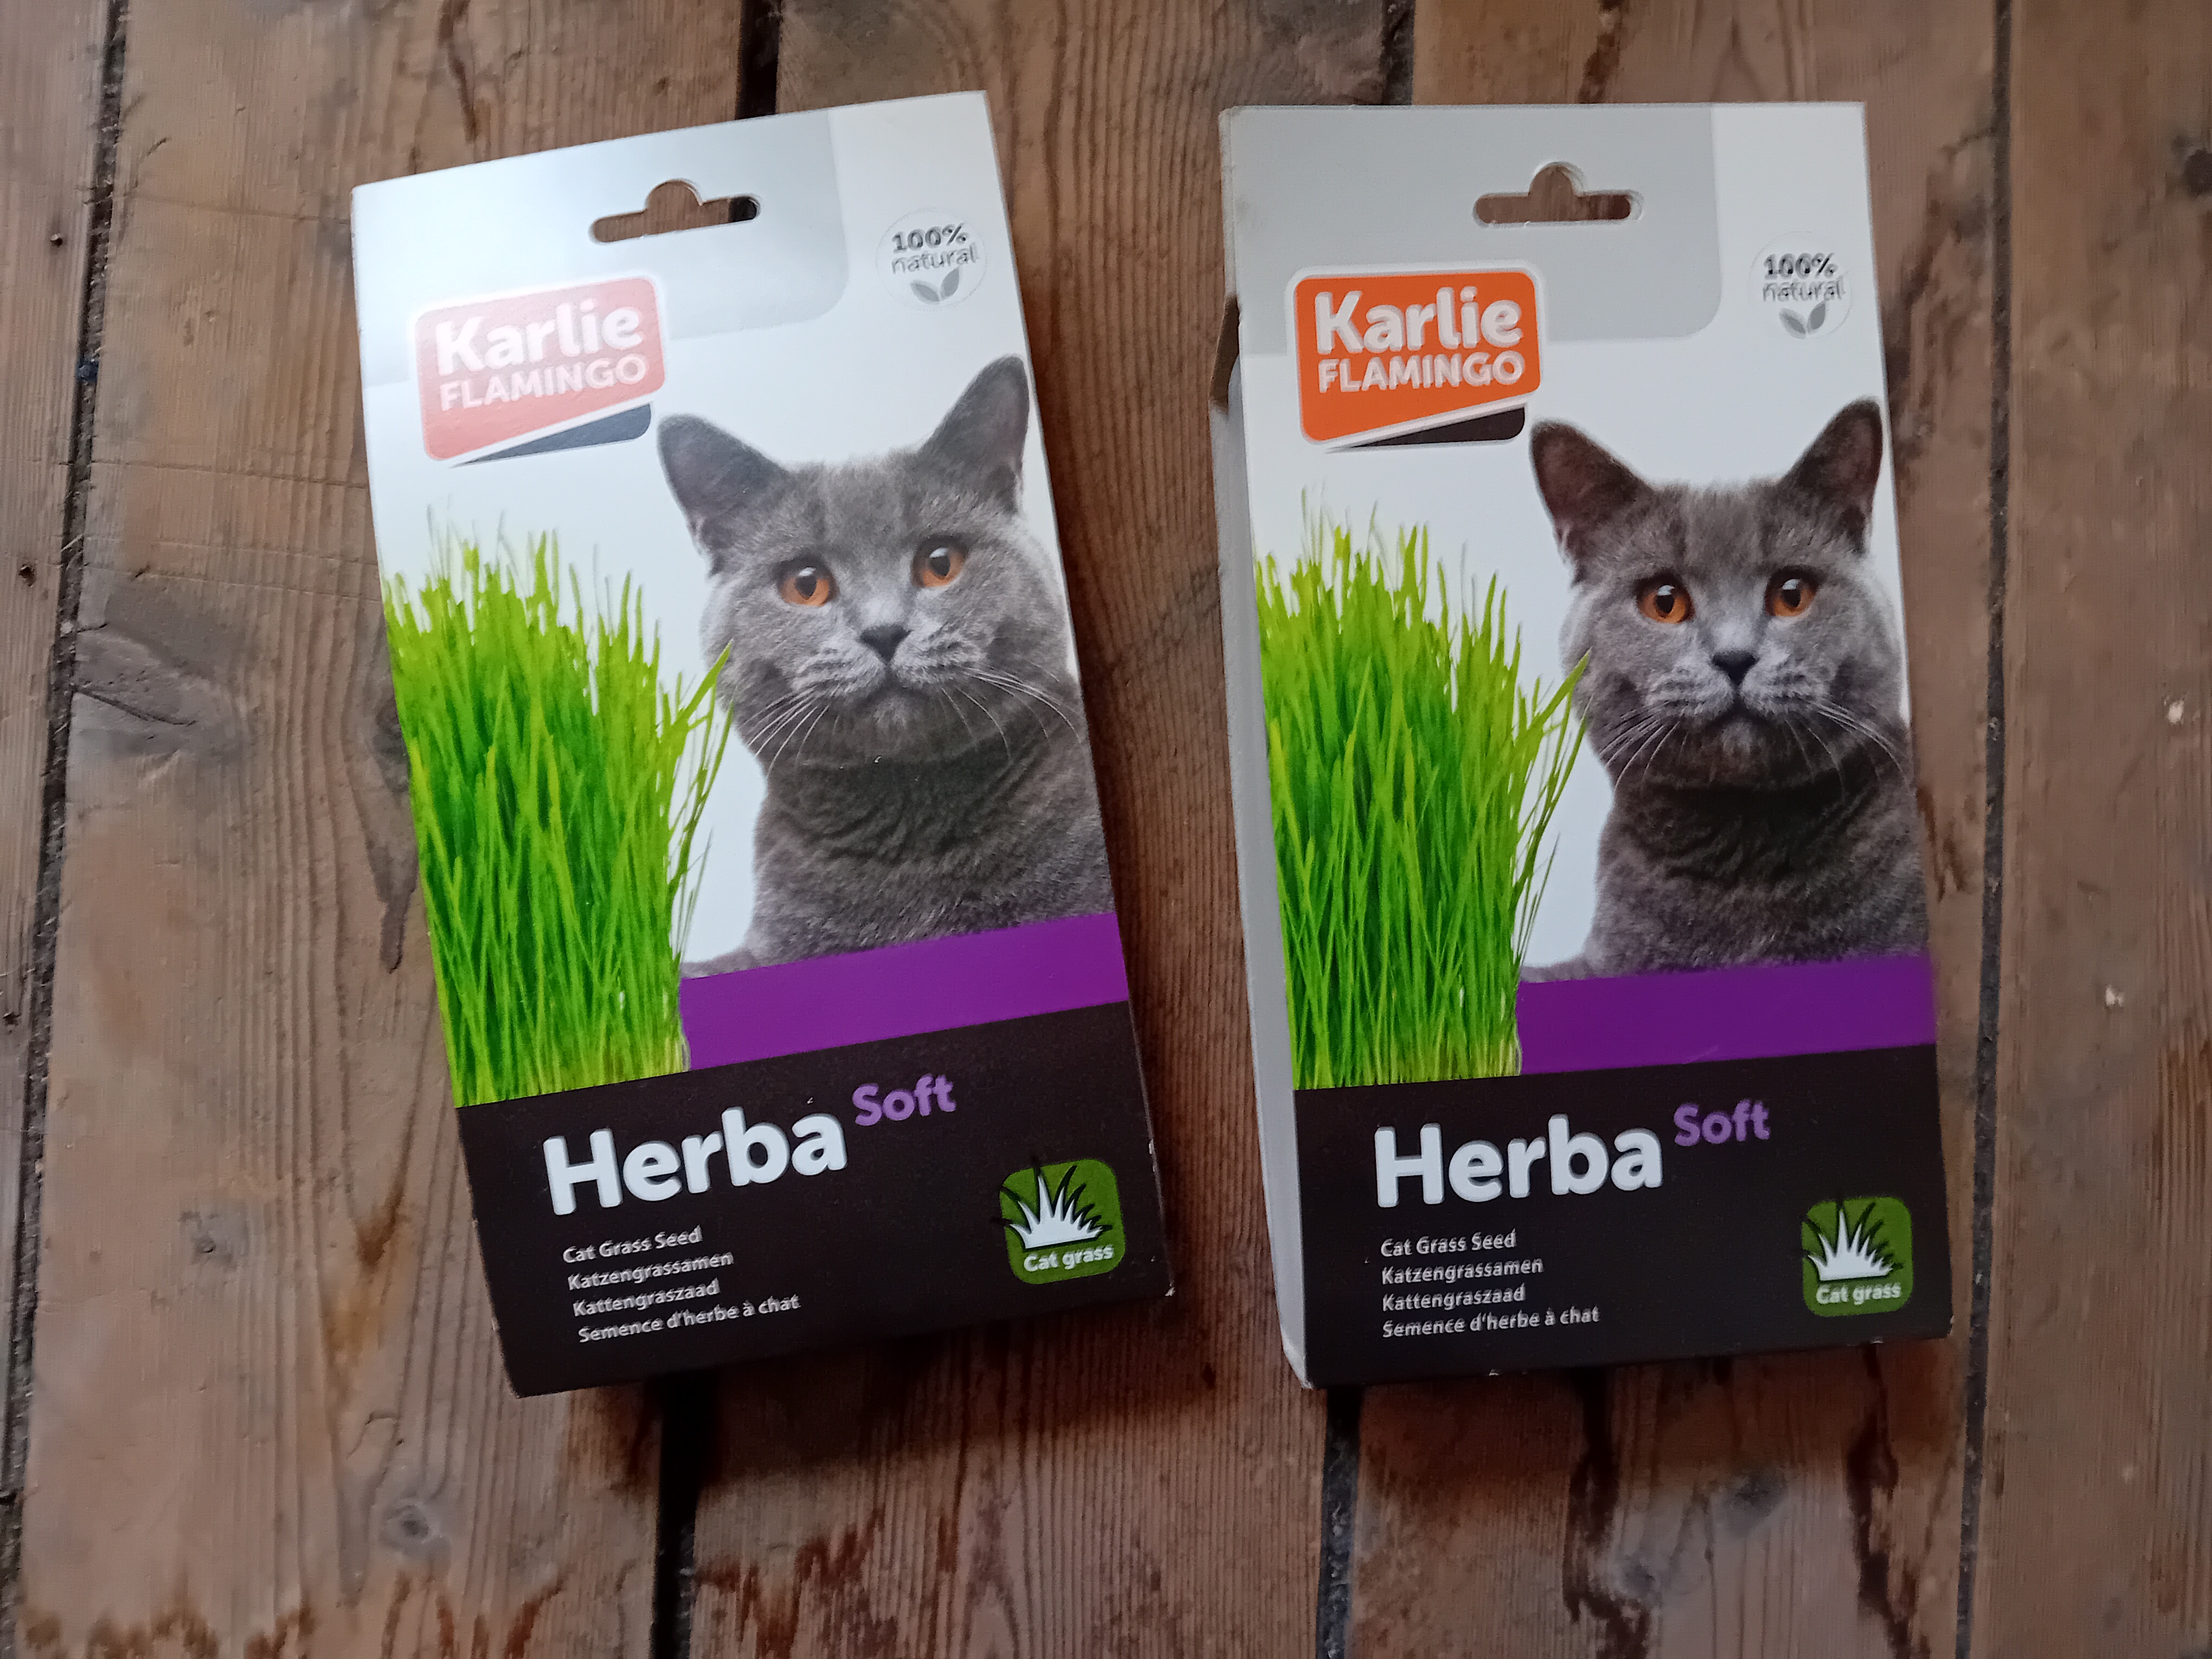 100%
natural
Karlie
FLAMINGO
Herba Soft
Cat Grass Seed
Katzengrassamen
Kattengraszaad
Semence d'herbe à chat
Cat grass
100%
natural
Karlie
FLAMINGO
Herba Soft
Cat Grass Seed
Katzengrassamen
Kattengraszaad
Semence d'herbe à chat
Cat grass